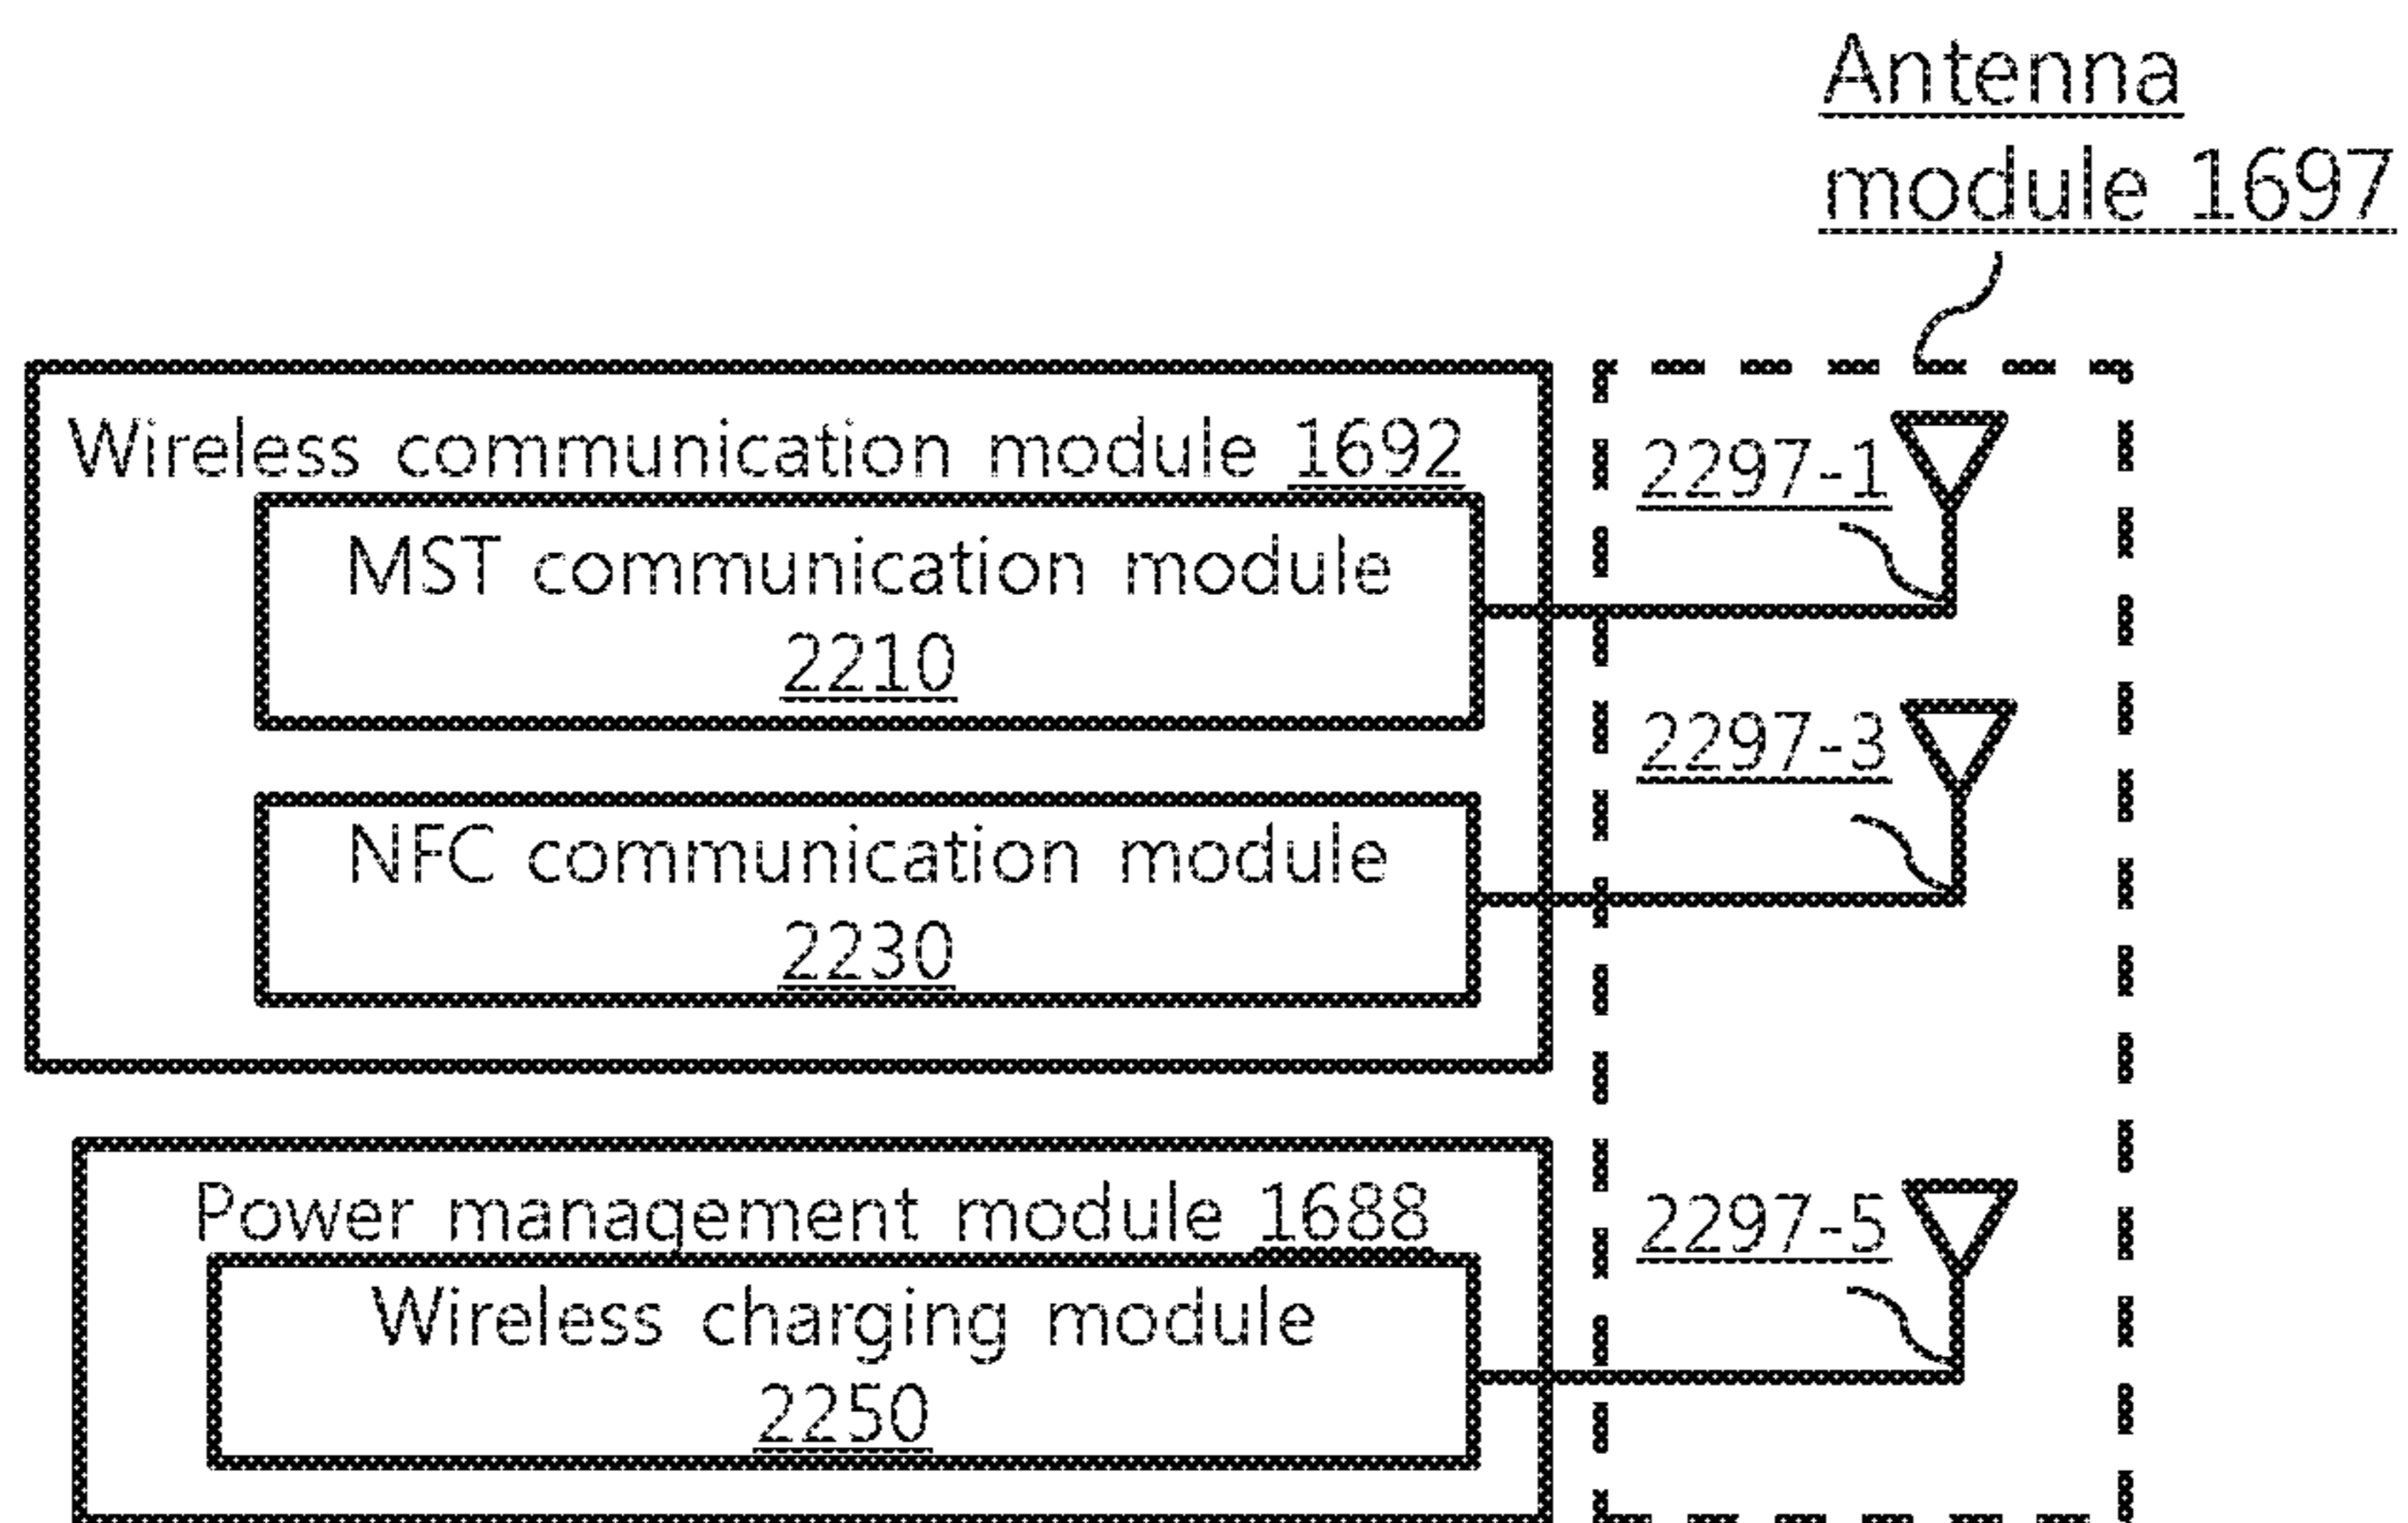 Antenna
module 1697
Wireless communication module 1692
2297-1
MST communication module
2210
2297-3
NFC communication module
2230
Power management module 1688
2297-5
Wireless charging module
2250